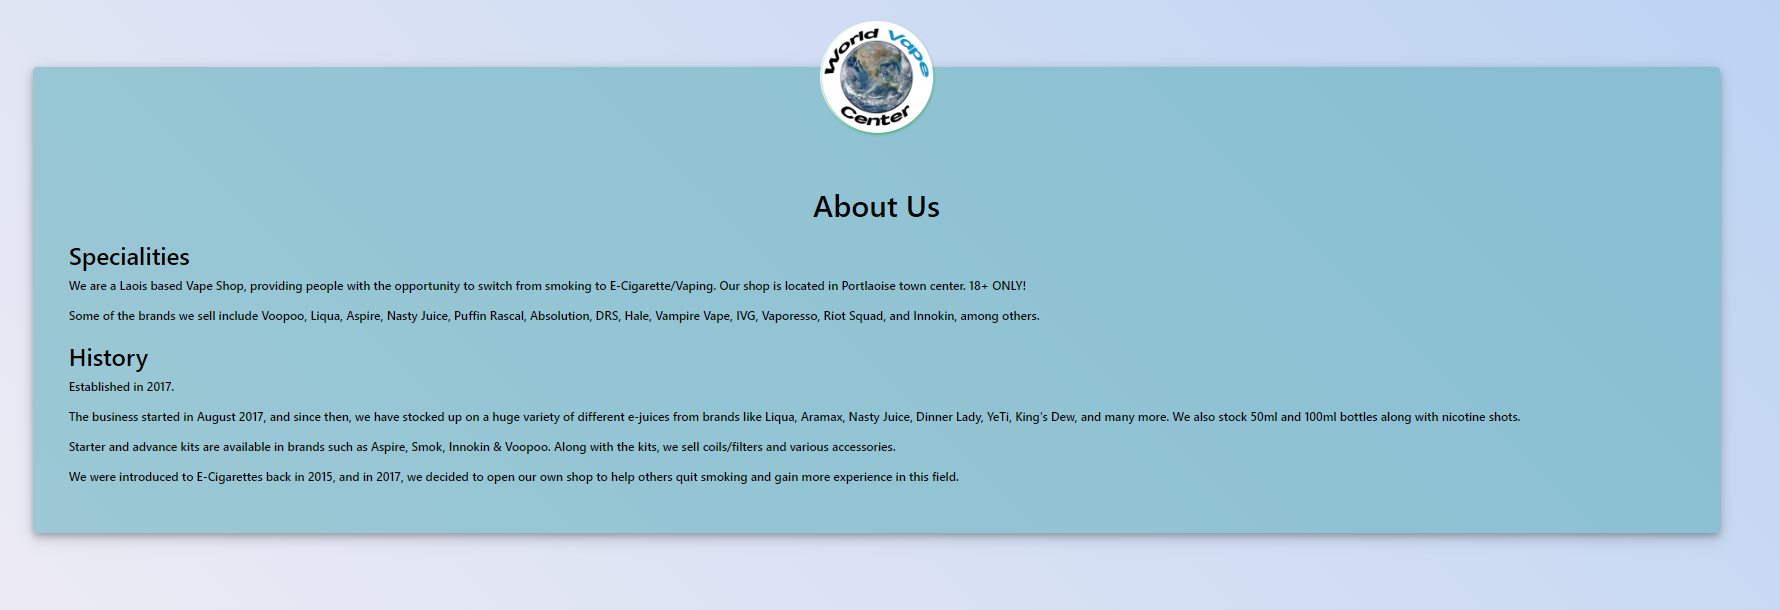 World Vape
Center
About Us
Specialities
We are a Laois based Vape Shop, providing people with the opportunity to switch from smoking to E-Cigarette/Vaping. Our shop is located in Portlaoise town center. 18+ ONLY!
Some of the brands we sell include Voopoo, Liqua, Aspire, Nasty Juice, Puffin Rascal, Absolution, DRS, Hale, Vampire Vape, IVG, Vaporesso, Riot Squad, and Innokin, among others.
History
Established in 2017.
The business started in August 2017, and since then, we have stocked up on a huge variety of different e-juices from brands like Liqua, Aramax, Nasty Juice, Dinner Lady, YeTi, King's Dew, and many more. We also stock 50ml and 100ml bottles along with nicotine shots.
Starter and advance kits are available in brands such as Aspire, Smok, Innokin & Voopoo. Along with the kits, we sell coils/filters and various accessories.
We were introduced to E-Cigarettes back in 2015, and in 2017, we decided to open our own shop to help others quit smoking and gain more experience in this field.